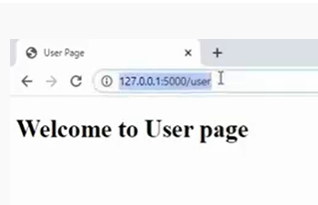 User Page
127.0.0.1:5000/user
Welcome to User page